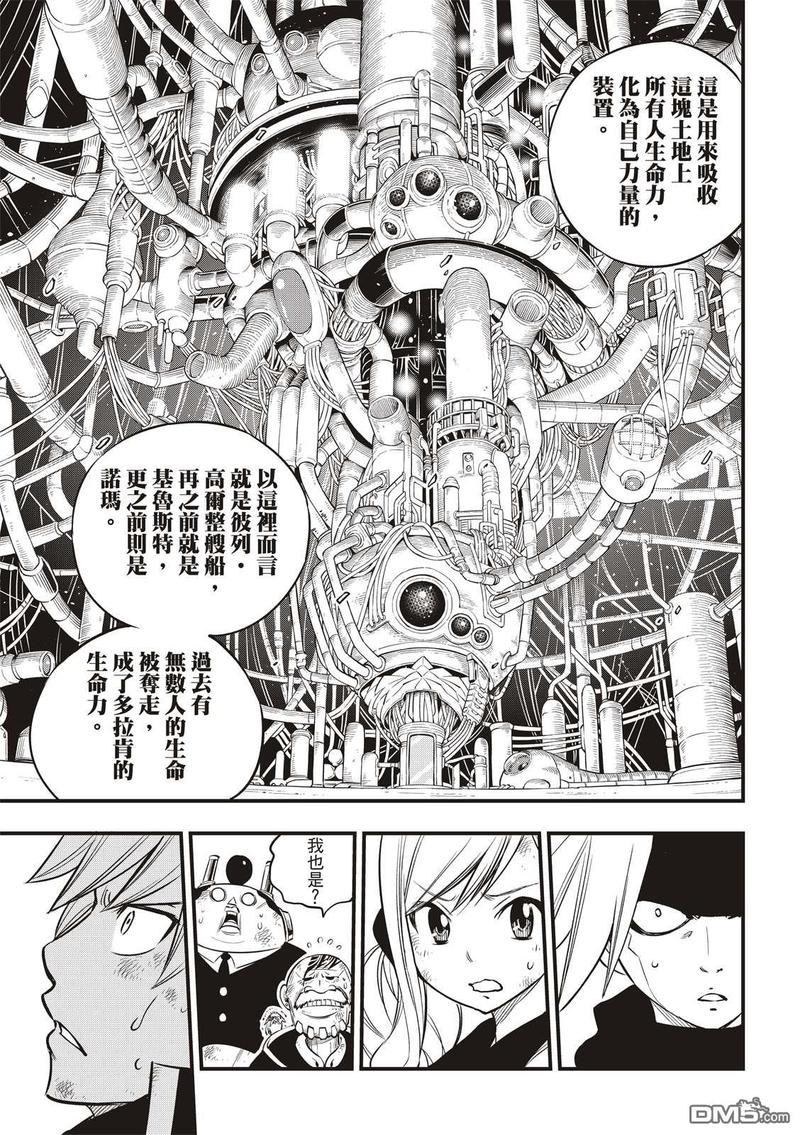 這是用來吸收
這塊土地上
所有人生命力，
化為自己力量的
裝置。
以這裡而言
就是彼列・
高爾整艘船，
再之前就是
基魯斯特，
更之前則是
諾瑪。
過去有
無數人的生命
被奪走，
成了多拉肯的
生命力。
我也是？
DM5.com